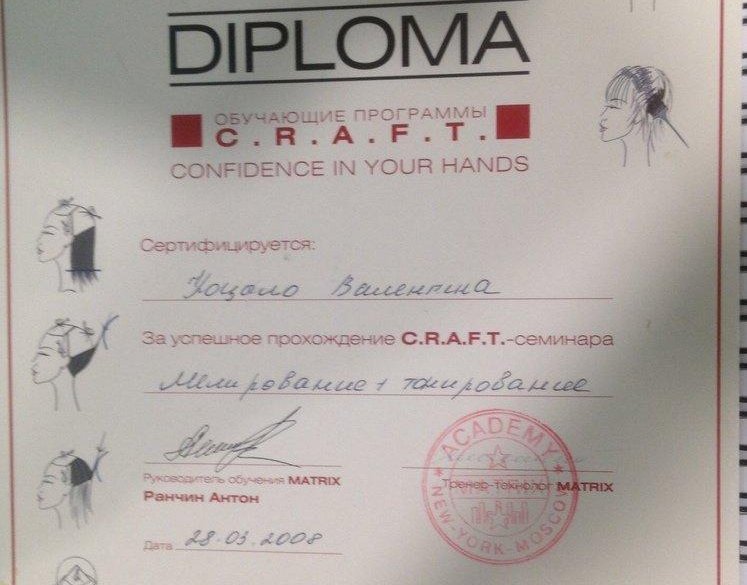 DIPLOMA
ОБУЧАЮЩИЕ ПРОГРАММЫ
C.R.A.F.T.
CONFIDENCE IN YOUR HANDS
Сертифицируется:
Коцало Валентина
За успешное прохождение C.R.A.F.T.-семинара
Мелирование + тонирование
Руководитель обучения MATRIX
Ранчин Антон
Тренер-технолог MATRIX
ACADEMY
NEW-YORK-MOSCOW
Дата 28.03.2008